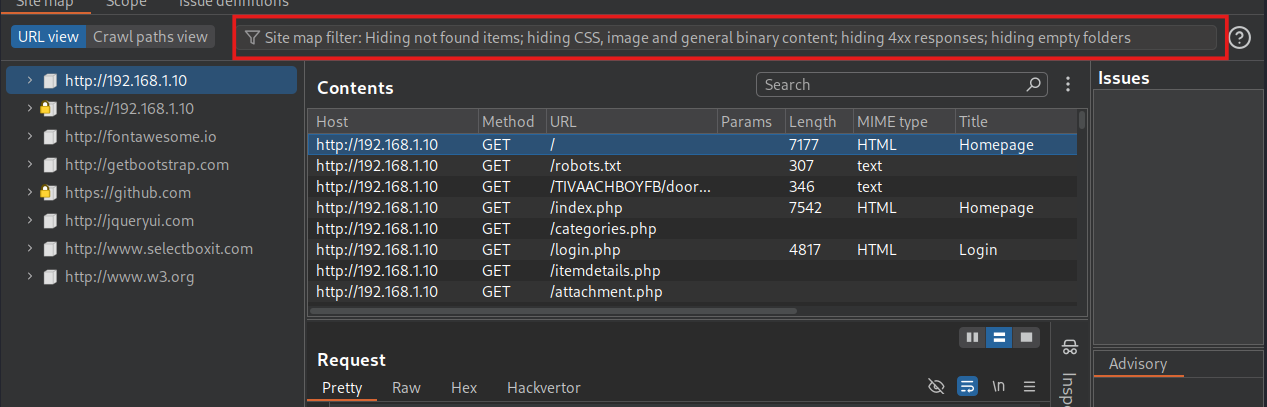 Site map Scope Issue definitions
URL view Crawl paths view Site map filter: Hiding not found items; hiding CSS, image and general binary content; hiding 4xx responses; hiding empty folders ?
http://192.168.1.10
https://192.168.1.10
http://fontawesome.io
http://getbootstrap.com
https://github.com
http://jqueryui.com
http://www.selectboxit.com
http://www.w3.org
Contents Search
Host Method URL Params Length MIME type Title
http://192.168.1.10 GET / 7177 HTML Homepage
http://192.168.1.10 GET /robots.txt 307 text
http://192.168.1.10 GET /TIVAACHBOYFB/door... 346 text
http://192.168.1.10 GET /index.php 7542 HTML Homepage
http://192.168.1.10 GET /categories.php
http://192.168.1.10 GET /login.php 4817 HTML Login
http://192.168.1.10 GET /itemdetails.php
http://192.168.1.10 GET /attachment.php
Request
Pretty Raw Hex Hackvertor \n
Insp
Issues
Advisory